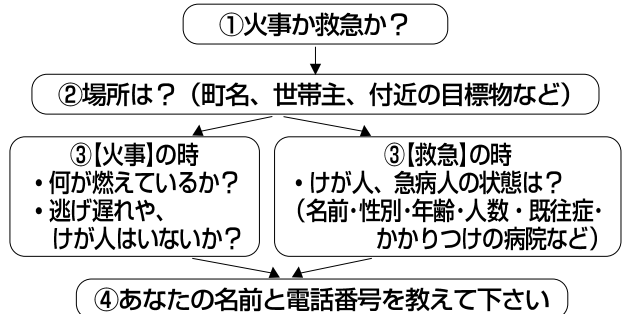 ①火事か救急か？
②場所は？（町名、世帯主、付近の目標物など）
③【火事】の時
・何が燃えているか？
・逃げ遅れや、
けが人はいないか？
③【救急】の時
・けが人、急病人の状態は？
（名前・性別・年齢・人数・既往症・
かかりつけの病院など）
④あなたの名前と電話番号を教えて下さい